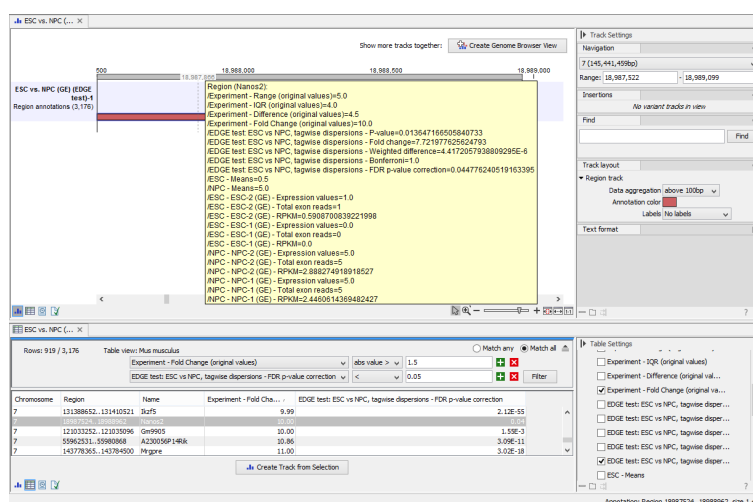 ESC vs. NPC (... ×
Show more tracks together: Create Genome Browser View
500 18,988,000 18,988,500 18,989,000
18,987,866
ESC vs. NPC (GE) (EDGE
test)-1
Region annotations (3,176)
Region (Nanos2):
/Experiment - Range (original values)=5.0
/Experiment - IQR (original values)=4.0
/Experiment - Difference (original values)=4.5
/Experiment - Fold Change (original values)=10.0
/EDGE test: ESC vs NPC, tagwise dispersions - P-value=0.013647166505840733
/EDGE test: ESC vs NPC, tagwise dispersions - Fold change=7.721977625624793
/EDGE test: ESC vs NPC, tagwise dispersions - Weighted difference=4.4172057938809295E-6
/EDGE test: ESC vs NPC, tagwise dispersions - Bonferroni=1.0
/EDGE test: ESC vs NPC, tagwise dispersions - FDR p-value correction=0.044776240519163395
/ESC - Means=0.5
/NPC - Means=5.0
/ESC - ESC-2 (GE) - Expression values=1.0
/ESC - ESC-2 (GE) - Total exon reads=1
/ESC - ESC-2 (GE) - RPKM=0.5908700839221998
/ESC - ESC-1 (GE) - Expression values=0.0
/ESC - ESC-1 (GE) - Total exon reads=0
/ESC - ESC-1 (GE) - RPKM=0.0
/NPC - NPC-2 (GE) - Expression values=5.0
/NPC - NPC-2 (GE) - Total exon reads=5
/NPC - NPC-2 (GE) - RPKM=2.888274918918527
/NPC - NPC-1 (GE) - Expression values=5.0
/NPC - NPC-1 (GE) - Total exon reads=5
/NPC - NPC-1 (GE) - RPKM=2.4460614369482427
Track Settings
Navigation
7 (145,441,459bp)
Range: 18,987,522 - 18,989,099
Insertions
No variant tracks in view
Find
Find
Track layout
Region track
Data aggregation above 100bp
Annotation color
Labels No labels
Text format
?
ESC vs. NPC (... ×
Rows: 919 / 3,176 Table view: Mus musculus Match any Match all
Experiment - Fold Change (original values) abs value > 1.5
EDGE test: ESC vs NPC, tagwise dispersions - FDR p-value correction < 0.05 Filter
Chromosome Region Name Experiment - Fold Cha... EDGE test: ESC vs NPC, tagwise dispersions - FDR p-value correction
7 131388652..131410521 Ikzf5 9.99 2.12E-55
7 18987524..18988962 Nanos2 10.00 0.04
7 121033252..121035096 Gm9905 10.00 1.55E-3
7 55962531..55980868 A230056P14Rik 10.86 3.09E-11
7 143778365..143784500 Mrgpre 11.00 3.02E-18
Create Track from Selection
Table Settings
Experiment - IQR (original values)
Experiment - Difference (original val...
Experiment - Fold Change (original va...
EDGE test: ESC vs NPC, tagwise disper...
EDGE test: ESC vs NPC, tagwise disper...
EDGE test: ESC vs NPC, tagwise disper...
EDGE test: ESC vs NPC, tagwise disper...
EDGE test: ESC vs NPC, tagwise disper...
ESC - Means
?